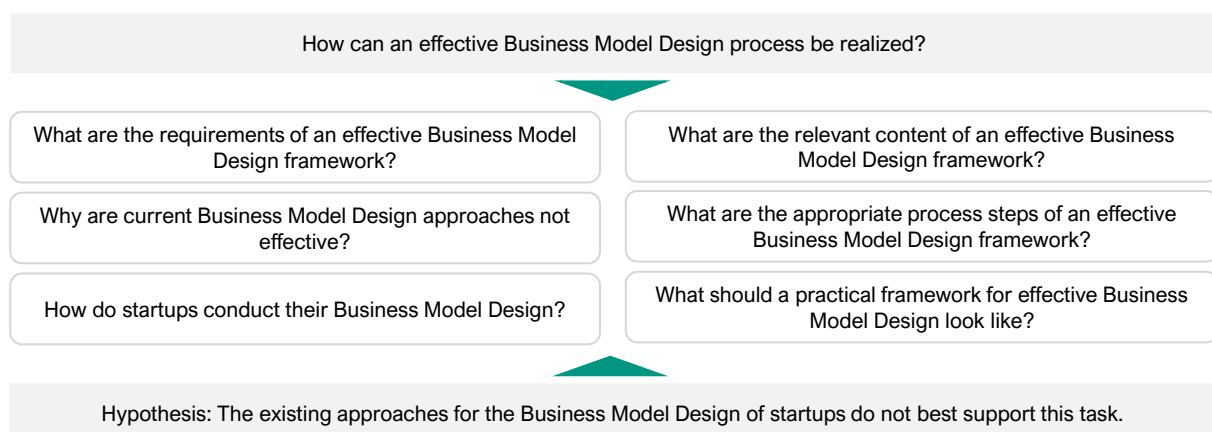 How can an effective Business Model Design process be realized?
What are the requirements of an effective Business Model
Design framework?
What are the relevant content of an effective Business
Model Design framework?
Why are current Business Model Design approaches not
effective?
What are the appropriate process steps of an effective
Business Model Design framework?
How do startups conduct their Business Model Design?
What should a practical framework for effective Business
Model Design look like?
Hypothesis: The existing approaches for the Business Model Design of startups do not best support this task.